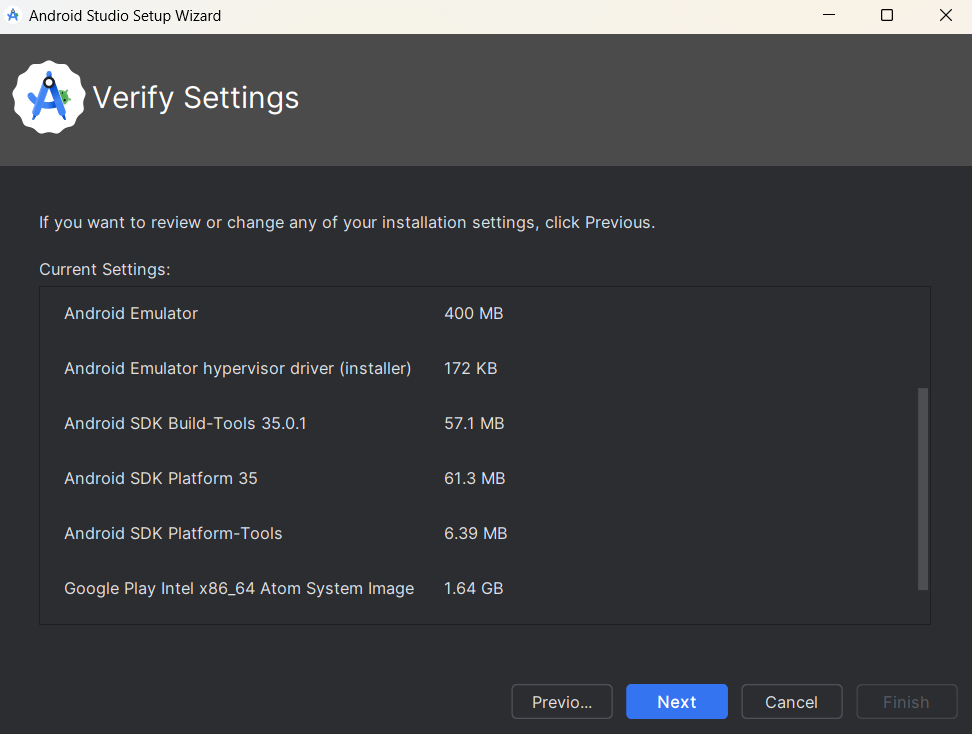 Android Studio Setup Wizard
Verify Settings
If you want to review or change any of your installation settings, click Previous.
Current Settings:
Android Emulator 400 MB
Android Emulator hypervisor driver (installer) 172 KB
Android SDK Build-Tools 35.0.1 57.1 MB
Android SDK Platform 35 61.3 MB
Android SDK Platform-Tools 6.39 MB
Google Play Intel x86_64 Atom System Image 1.64 GB
Previo... Next Cancel Finish